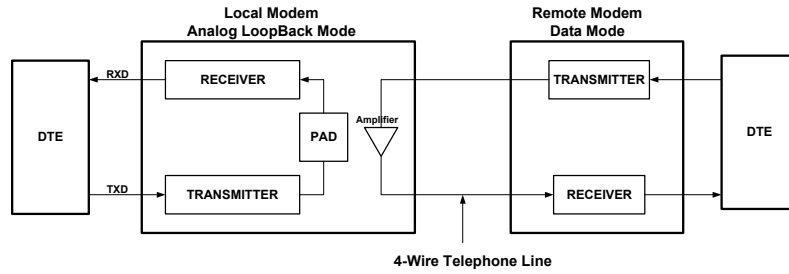 Local Modem
Analog LoopBack Mode
Remote Modem
Data Mode
DTE
RXD
RECEIVER
TRANSMITTER
Amplifier
PAD
DTE
TXD
TRANSMITTER
RECEIVER
4-Wire Telephone Line